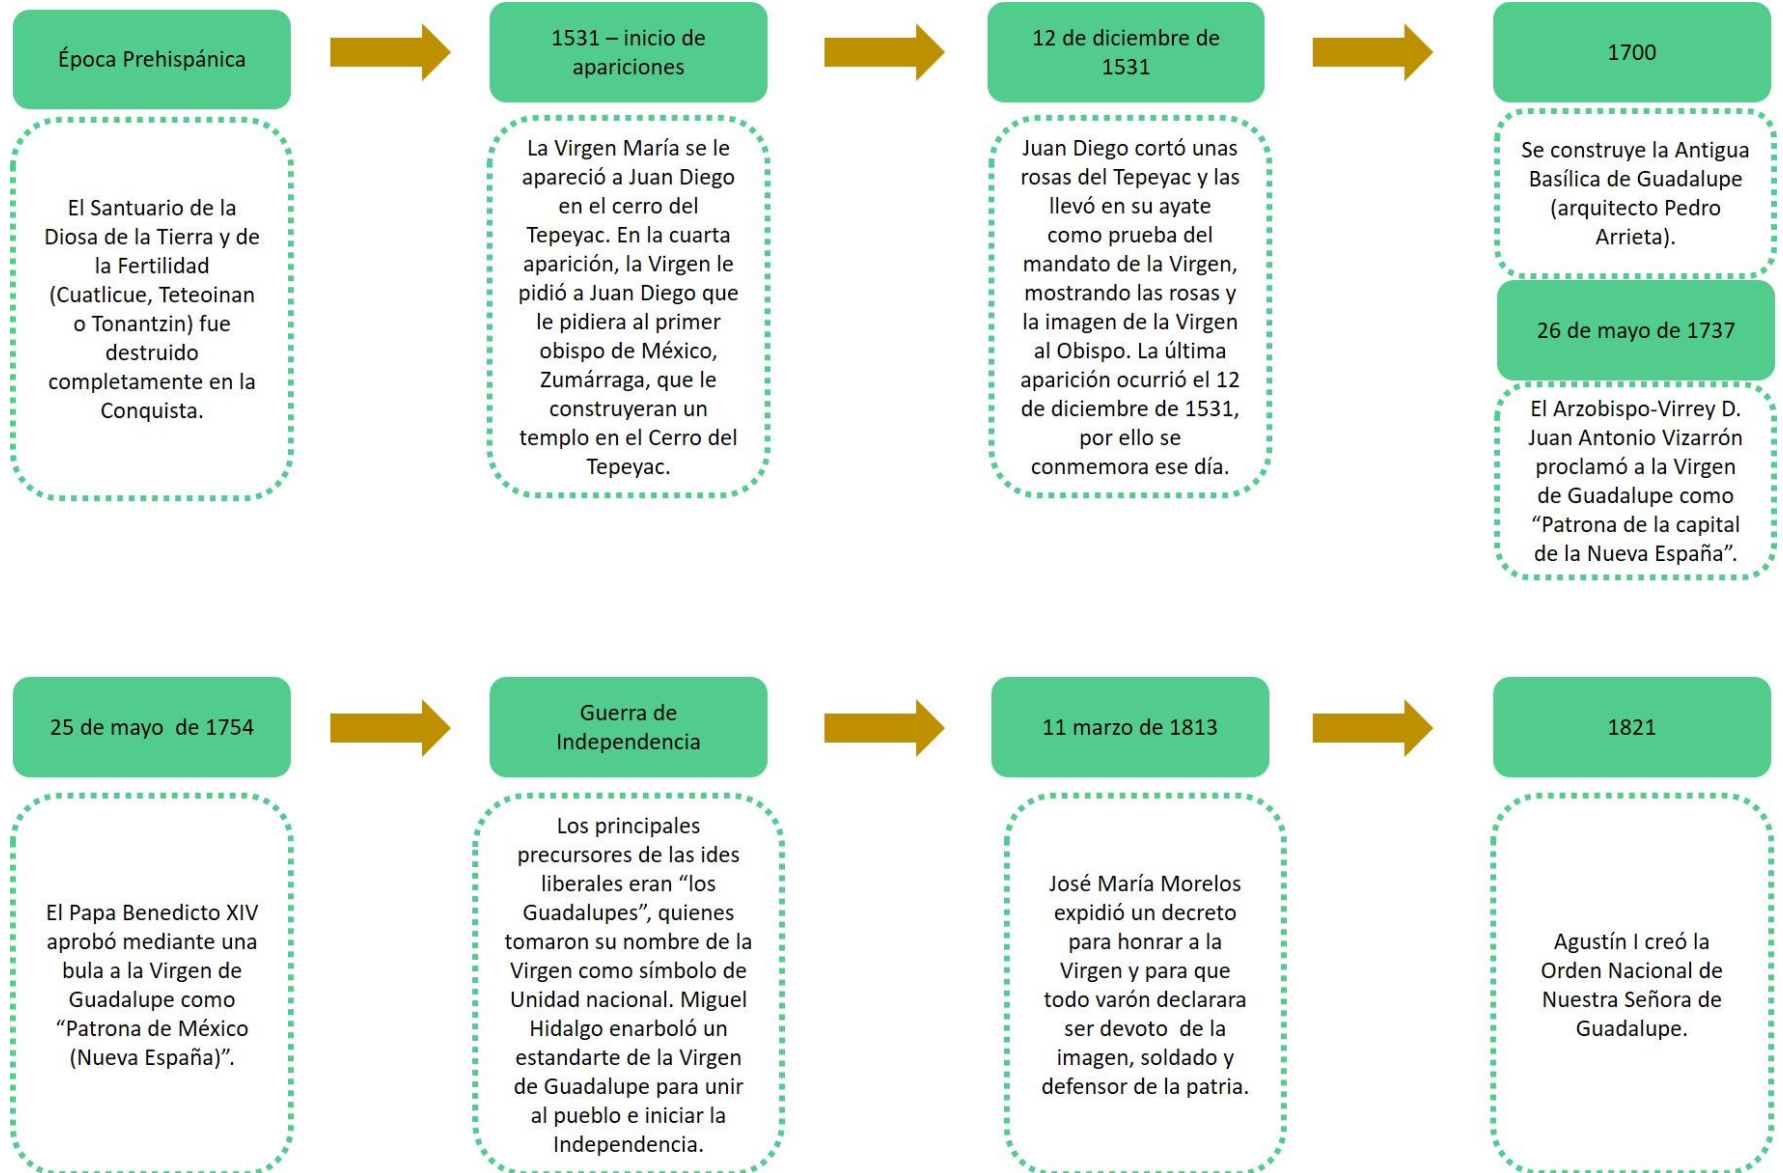 Época Prehispánica
El Santuario de la
Diosa de la Tierra y de
la Fertilidad
(Cuatlicue, Teteoinan
o Tonantzin) fue
destruido
completamente en la
Conquista.
1531 – inicio de
apariciones
La Virgen María se le
apareció a Juan Diego
en el cerro del
Tepeyac. En la cuarta
aparición, la Virgen le
pidió a Juan Diego que
le pidiera al primer
obispo de México,
Zumárraga, que le
construyeran un
templo en el Cerro del
Tepeyac.
12 de diciembre de
1531
Juan Diego cortó unas
rosas del Tepeyac y las
llevó en su ayate
como prueba del
mandato de la Virgen,
mostrando las rosas y
la imagen de la Virgen
al Obispo. La última
aparición ocurrió el 12
de diciembre de 1531,
por ello se
conmemora ese día.
1700
Se construye la Antigua
Basílica de Guadalupe
(arquitecto Pedro
Arrieta).
26 de mayo de 1737
El Arzobispo-Virrey D.
Juan Antonio Vizarrón
proclamó a la Virgen
de Guadalupe como
“Patrona de la capital
de la Nueva España”.
25 de mayo  de 1754
El Papa Benedicto XIV
aprobó mediante una
bula a la Virgen de
Guadalupe como
“Patrona de México
(Nueva España)”.
Guerra de
Independencia
Los principales
precursores de las ides
liberales eran “los
Guadalupes”, quienes
tomaron su nombre de la
Virgen como símbolo de
Unidad nacional. Miguel
Hidalgo enarboló un
estandarte de la Virgen
de Guadalupe para unir
al pueblo e iniciar la
Independencia.
11 marzo de 1813
José María Morelos
expidió un decreto
para honrar a la
Virgen y para que
todo varón declarara
ser devoto  de la
imagen, soldado y
defensor de la patria.
1821
Agustín I creó la
Orden Nacional de
Nuestra Señora de
Guadalupe.